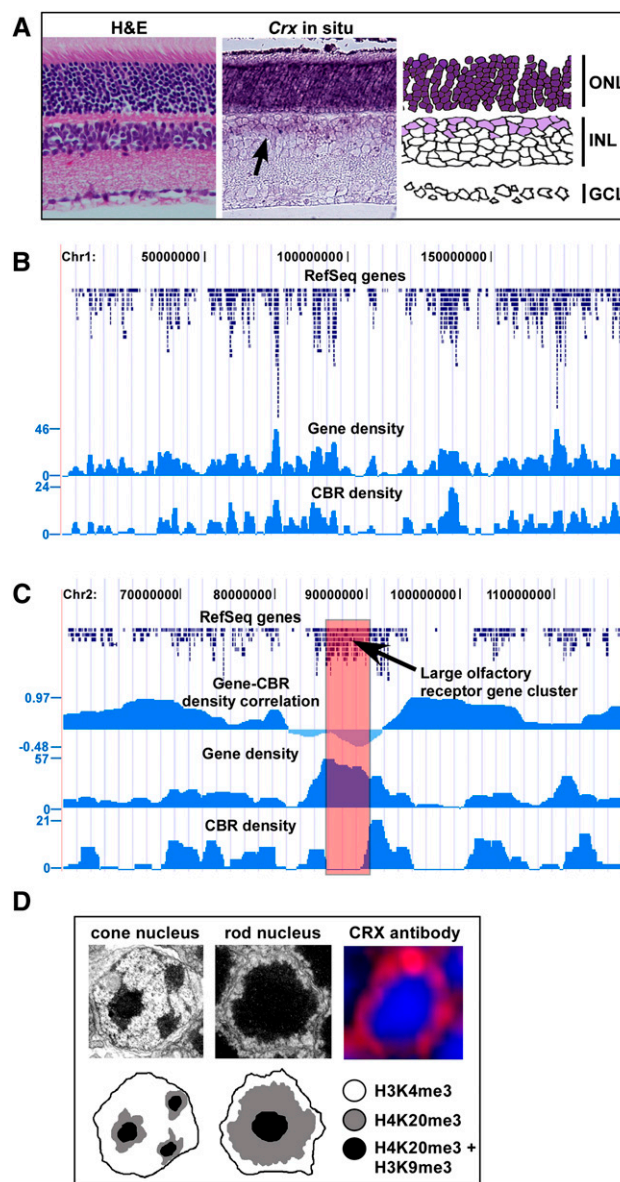 A
H&E
Crx in situ
ONL
INL
GCL
B
Chr1: 50000000 100000000 150000000
RefSeq genes
Gene density
46
0
CBR density
24
0
C
Chr2: 70000000 80000000 90000000 100000000 110000000
RefSeq genes
Large olfactory
receptor gene cluster
Gene-CBR
density correlation
0.97
-0.48
Gene density
57
0
CBR density
21
0
D
cone nucleus
rod nucleus
CRX antibody
H3K4me3
H4K20me3
H4K20me3 +
H3K9me3